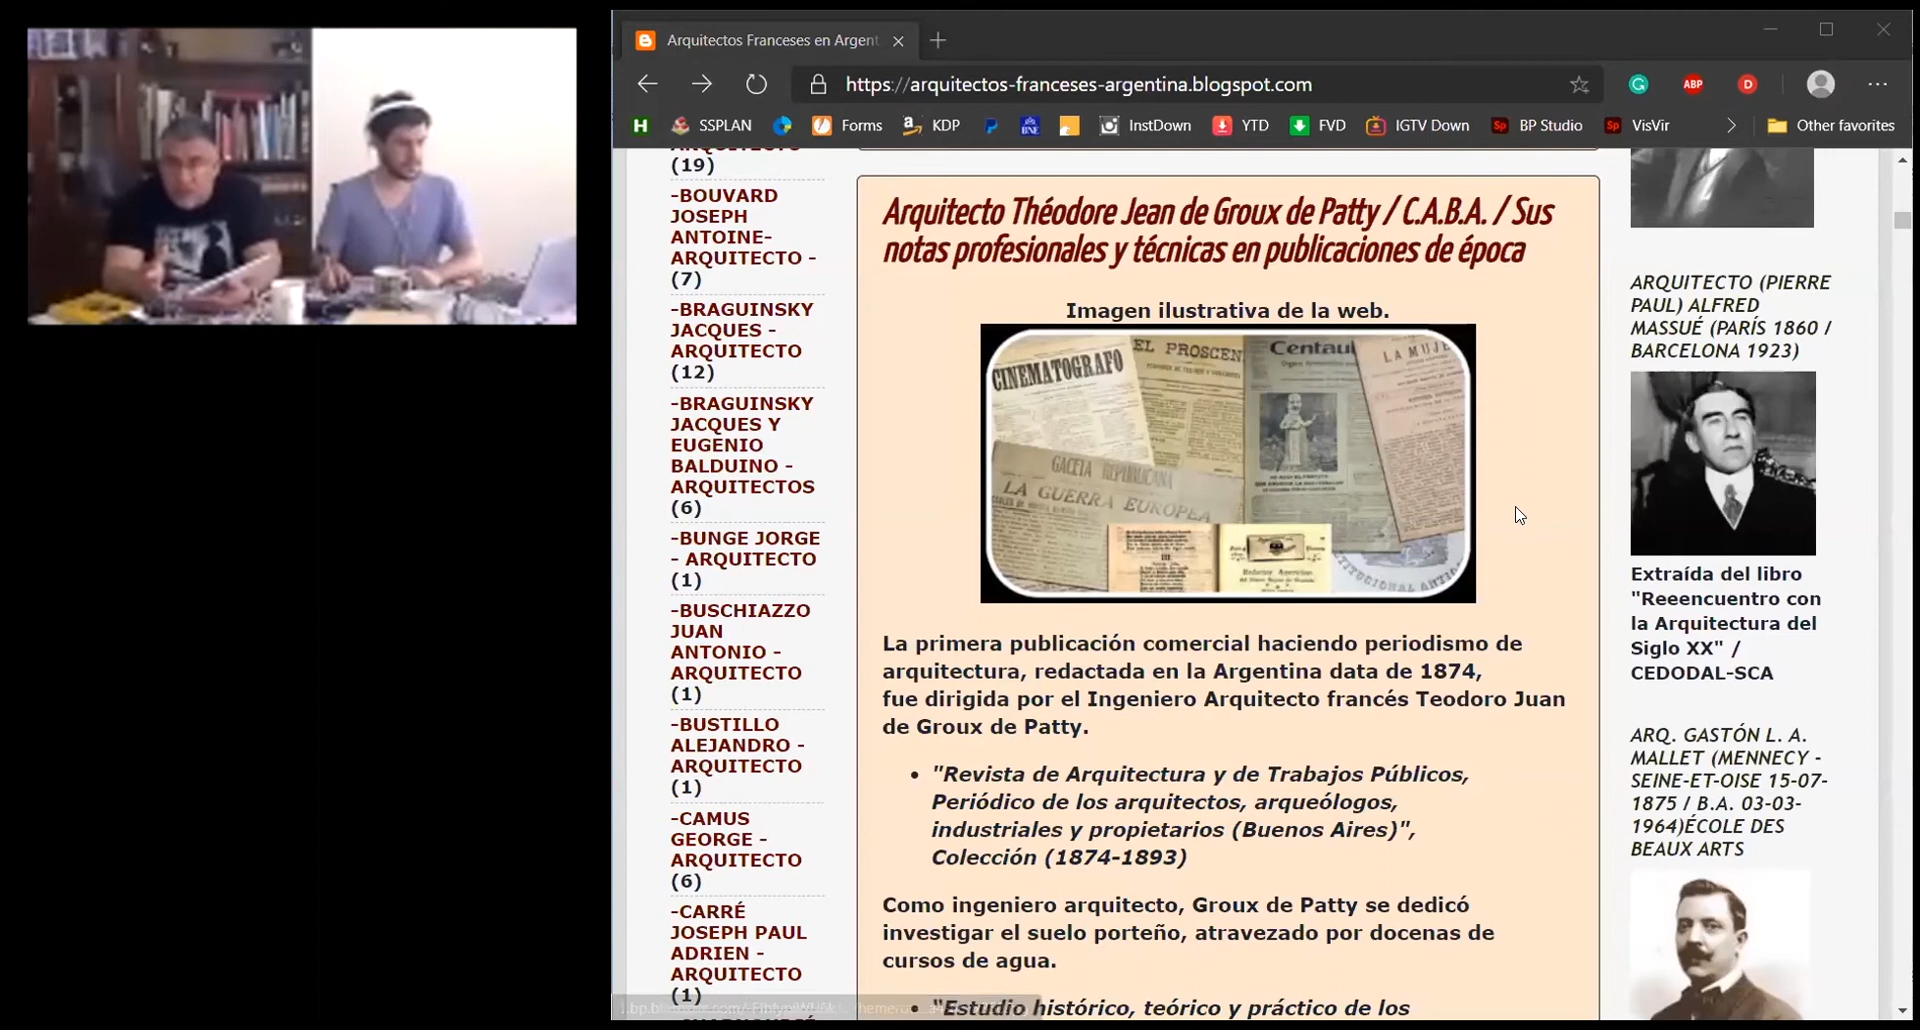 Arquitectos Franceses en Argent
https://arquitectos-franceses-argentina.blogspot.com
ABP
D
H
SSPLAN
Forms
KDP
BNE
InstDown
YTD
FVD
IGTV Down
Sp
BP Studio
Sp
VisVir
Other favorites
(19)
-BOUVARD
JOSEPH
ANTOINE-
ARQUITECTO -
(7)
-BRAGUINSKY
JACQUES -
ARQUITECTO
(12)
-BRAGUINSKY
JACQUES Y
EUGENIO
BALDUINO -
ARQUITECTOS
(6)
-BUNGE JORGE
- ARQUITECTO
(1)
-BUSCHIAZZO
JUAN
ANTONIO -
ARQUITECTO
(1)
-BUSTILLO
ALEJANDRO -
ARQUITECTO
(1)
-CAMUS
GEORGE -
ARQUITECTO
(6)
-CARRÉ
JOSEPH PAUL
ADRIEN -
ARQUITECTO
(1)
Arquitecto Théodore Jean de Groux de Patty / C.A.B.A. / Sus
notas profesionales y técnicas en publicaciones de época
Imagen ilustrativa de la web.
CINEMATOGRAFO
EL PROSCEN
Centau
LA MUJE
GACETA REPUBLICANA
LA GUERRA EUROPEA
La primera publicación comercial haciendo periodismo de
arquitectura, redactada en la Argentina data de 1874,
fue dirigida por el Ingeniero Arquitecto francés Teodoro Juan
de Groux de Patty.
• "Revista de Arquitectura y de Trabajos Públicos,
Periódico de los arquitectos, arqueólogos,
industriales y propietarios (Buenos Aires)",
Colección (1874-1893)
Como ingeniero arquitecto, Groux de Patty se dedicó
investigar el suelo porteño, atravezado por docenas de
cursos de agua.
• "Estudio histórico, teórico y práctico de los
ARQUITECTO (PIERRE
PAUL) ALFRED
MASSUÉ (PARÍS 1860 /
BARCELONA 1923)
Extraída del libro
"Reeencuentro con
la Arquitectura del
Siglo XX" /
CEDODAL-SCA
ARQ. GASTÓN L. A.
MALLET (MENNECY -
SEINE-ET-OISE 15-07-
1875 / B.A. 03-03-
1964)ÉCOLE DES
BEAUX ARTS